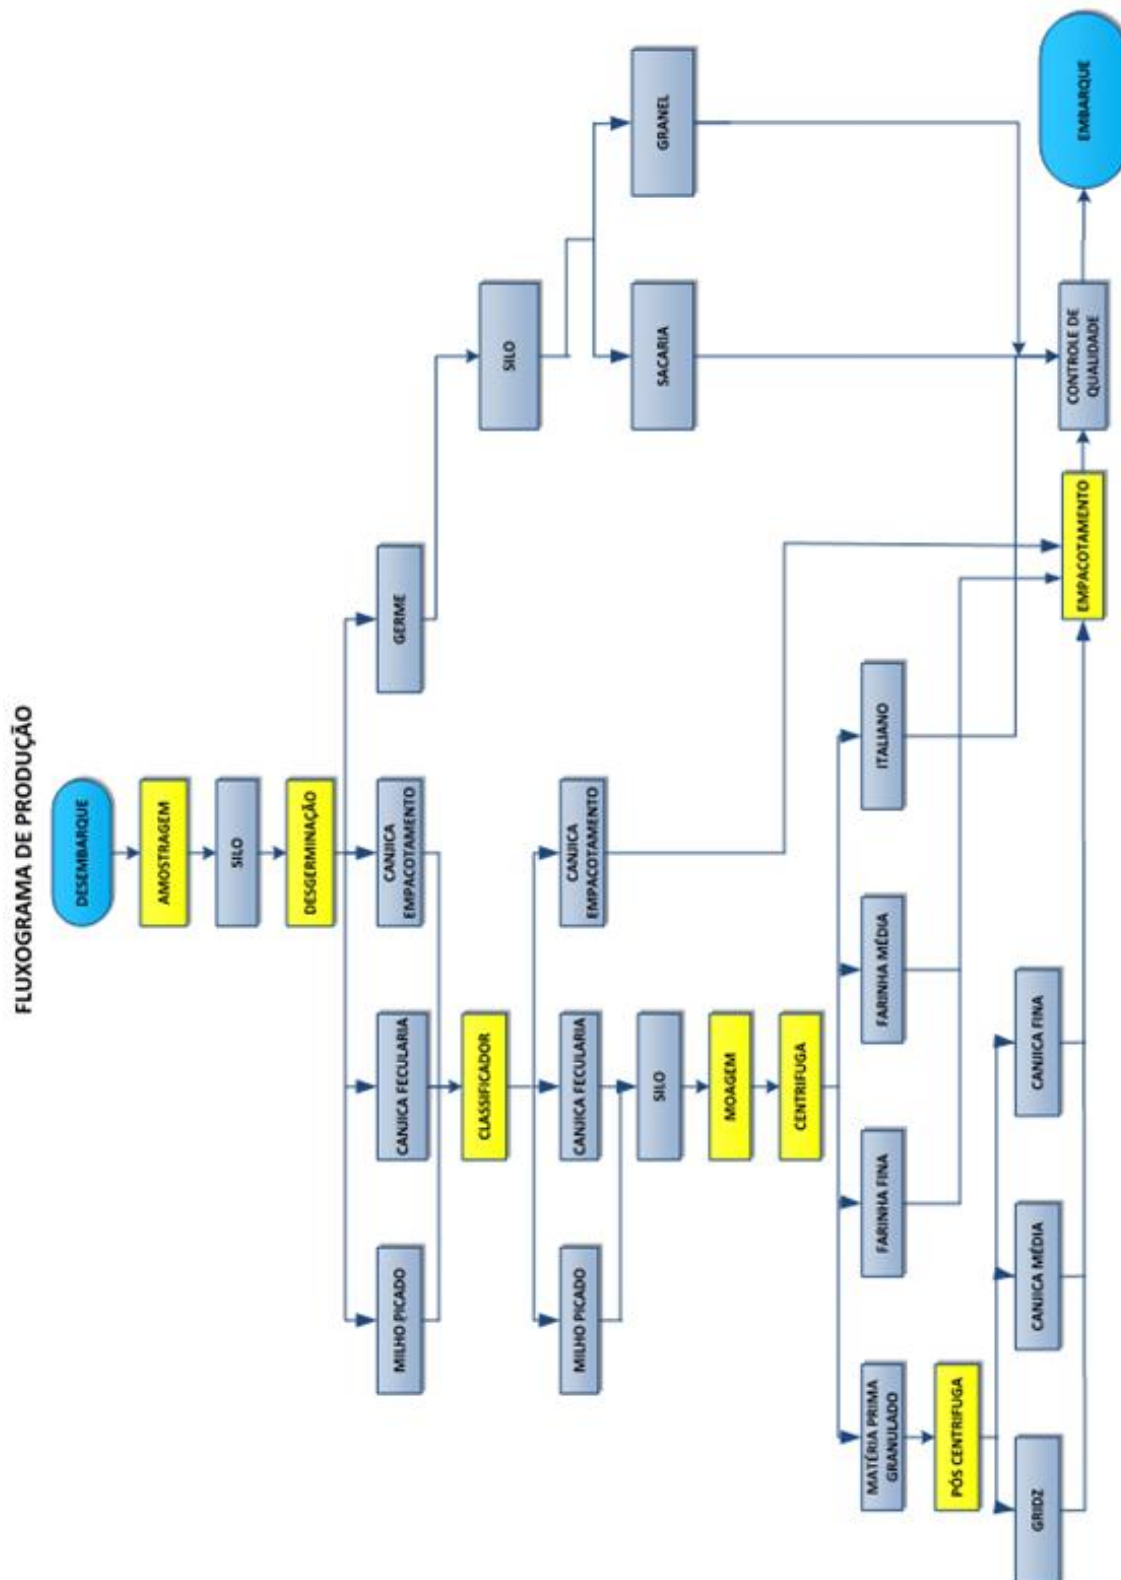 FLUXOGRAMA DE PRODUÇÃO
DESEMBARQUE
AMOSTRAGEM
SILO
DESGERMINAÇÃO
MILHO PICADO
CANJICA FECULARIA
CANJICA
EMPACOTAMENTO
GERME
CLASSIFICADOR
SILO
MILHO PICADO
CANJICA FECULARIA
CANJICA
EMPACOTAMENTO
SILO
SACARIA
GRANEL
MOAGEM
CENTRIFUGA
MATÉRIA PRIMA
GRANULADO
FARINHA FINA
FARINHA MÉDIA
ITALIANO
PÓS CENTRIFUGA
GRIDZ
CANJICA MÉDIA
CANJICA FINA
EMPACOTAMENTO
CONTROLE DE
QUALIDADE
EMBARQUE